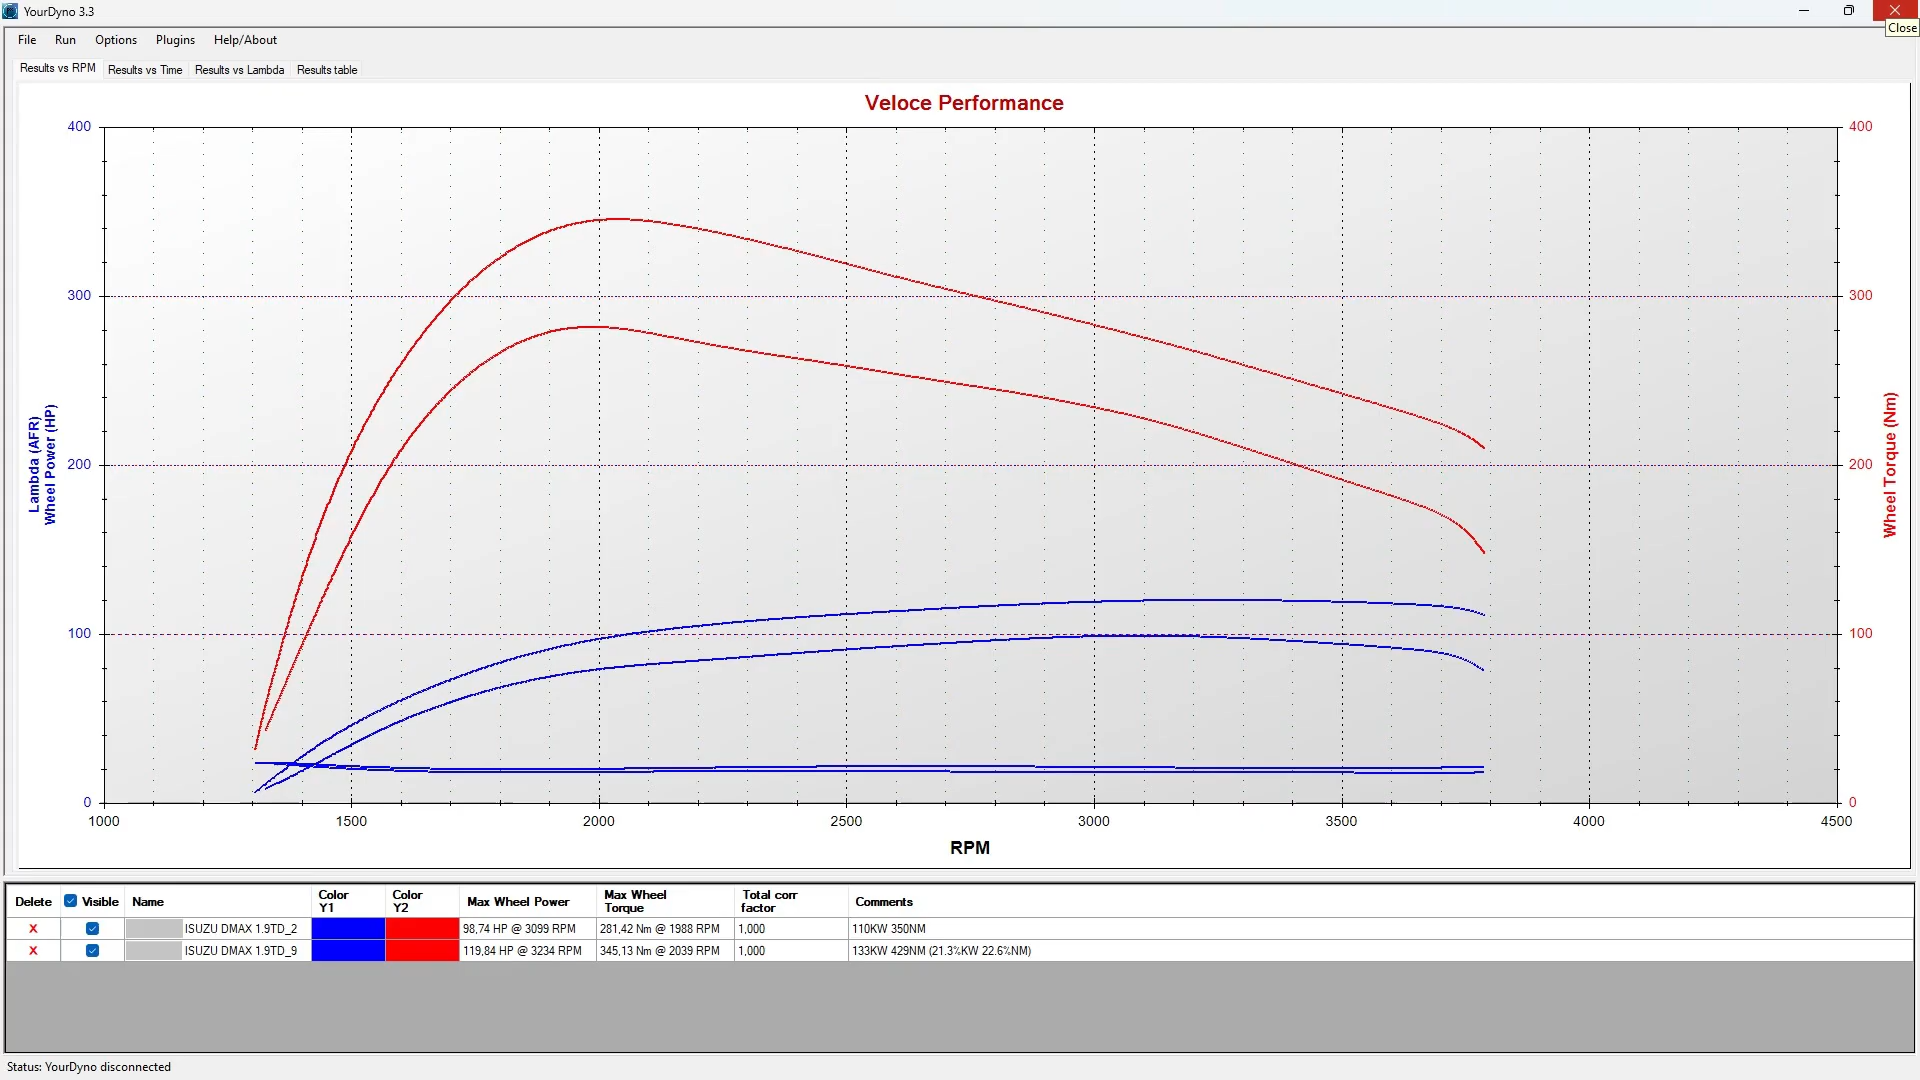 YourDyno 3.3
Close
File Run Options Plugins Help/About
Results vs RPM Results vs Time Results vs Lambda Results table
Veloce Performance
400 400
300 300
200 200
100 100
0 0
Lambda (AFR)
Wheel Power (HP)
Wheel Torque (Nm)
1000 1500 2000 2500 3000 3500 4000 4500
RPM
Delete Visible Name Color Y1 Color Y2 Max Wheel Power Max Wheel Torque Total corr factor Comments
X ISUZU DMAX 1.9TD_2 98,74 HP @ 3099 RPM 281,42 Nm @ 1988 RPM 1,000 110KW 350NM
X ISUZU DMAX 1.9TD_9 119,84 HP @ 3234 RPM 345,13 Nm @ 2039 RPM 1,000 133KW 429NM (21.3%KW 22.6%NM)
Status: YourDyno disconnected